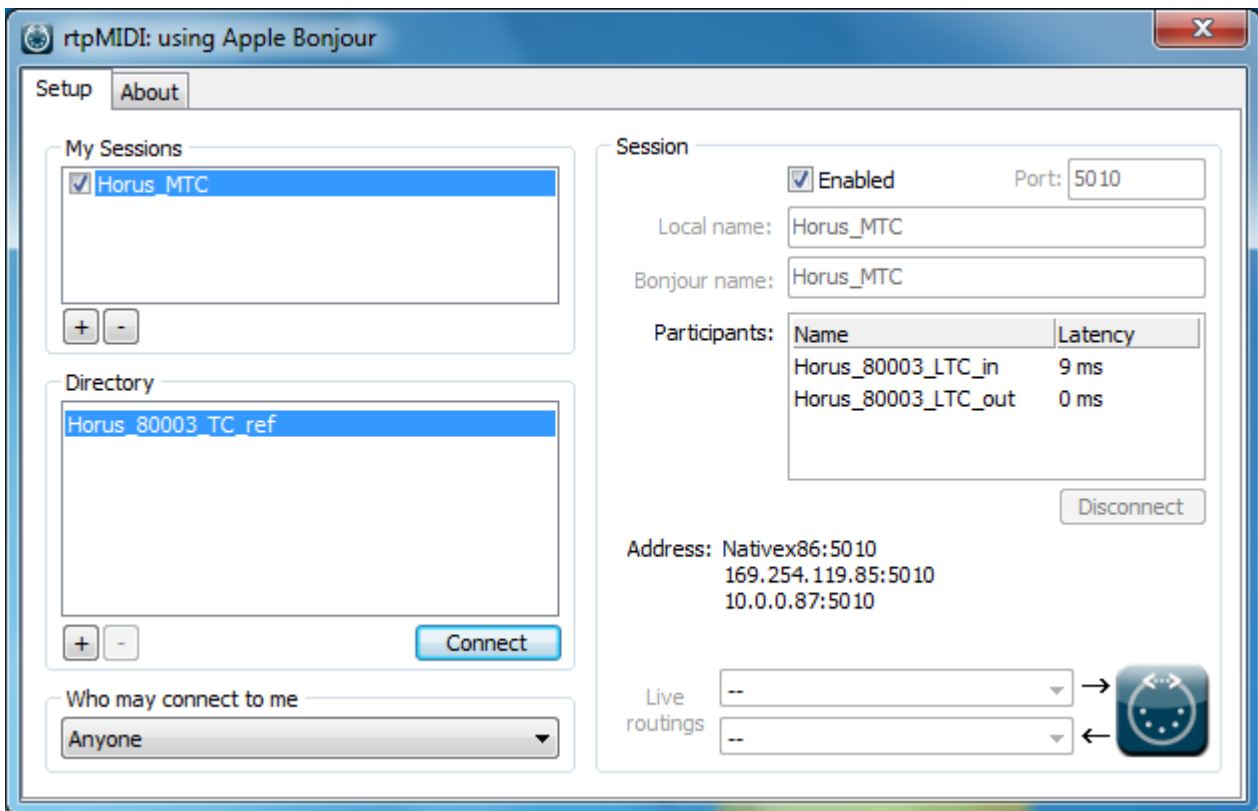 rtpMIDI: using Apple Bonjour
Setup
About
My Sessions
Horus_MTC
+ -
Directory
Horus_80003_TC_ref
+ -
Connect
Who may connect to me
Anyone
Session
Enabled
Port: 5010
Local name: Horus_MTC
Bonjour name: Horus_MTC
Participants:
Name Latency
Horus_80003_LTC_in 9 ms
Horus_80003_LTC_out 0 ms
Disconnect
Address: Nativex86:5010
169.254.119.85:5010
10.0.0.87:5010
Live
routings
--
--